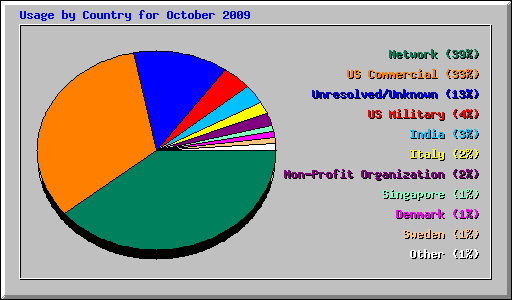 Usage by Country for October 2009
Network (39%)
US Commercial (33%)
Unresolved/Unknown (13%)
US Military (4%)
India (3%)
Italy (2%)
Non-Profit Organization (2%)
Singapore (1%)
Denmark (1%)
Sweden (1%)
Other (1%)